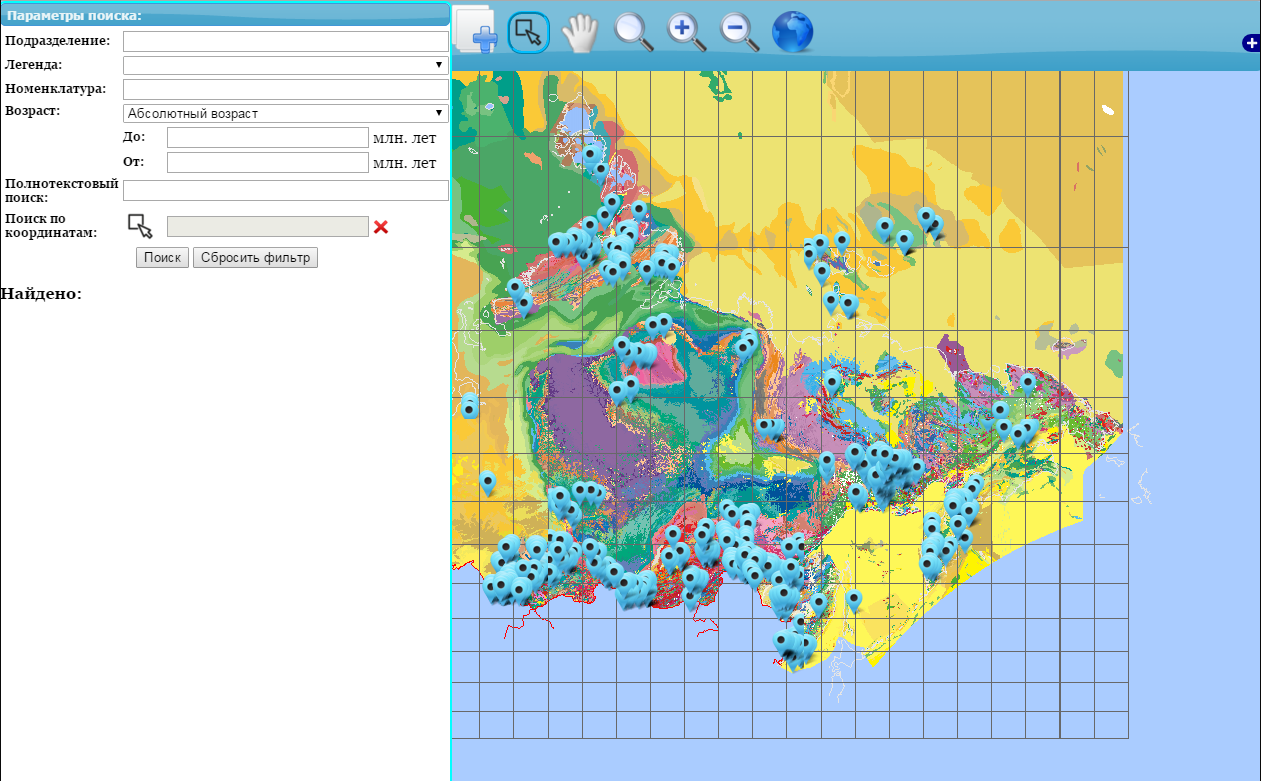 Параметры поиска:
Подразделение:
Легенда:
Номенклатура:
Возраст:
Абсолютный возраст
До:
млн. лет
От:
млн. лет
Полнотекстовый
поиск:
Поиск по
координатам:
Поиск
Сбросить фильтр
Найдено: